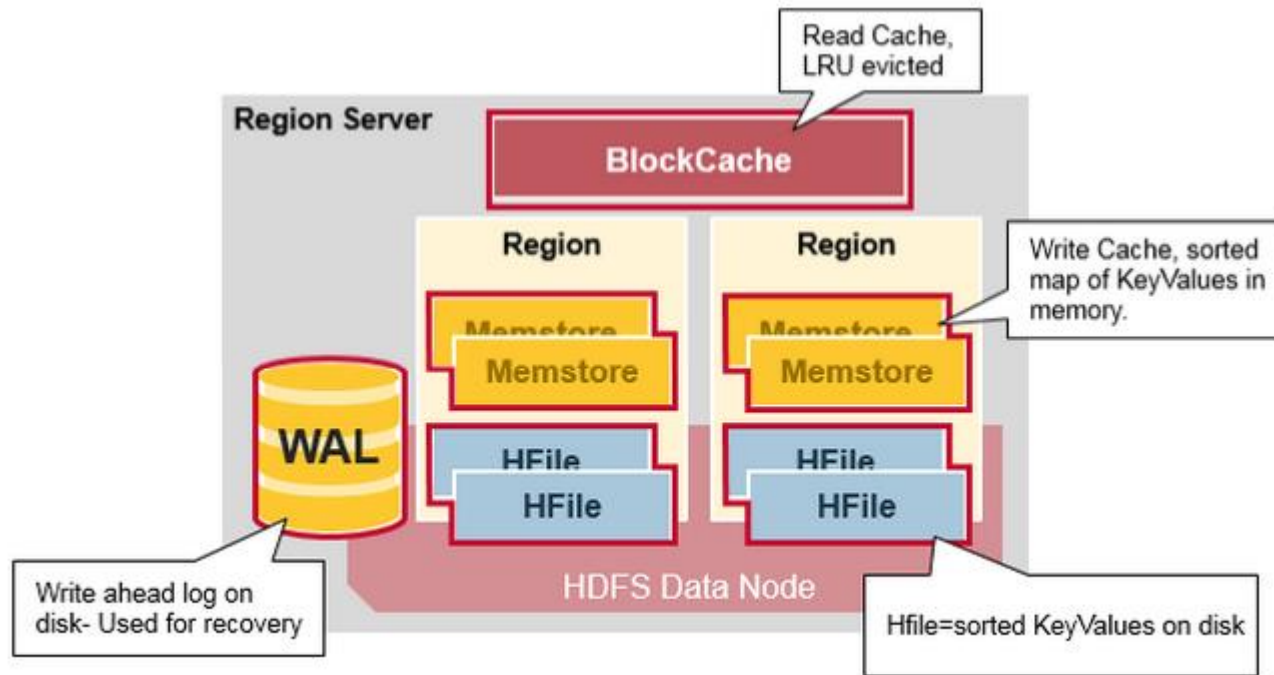 Read Cache,
LRU evicted
Region Server
BlockCache
Region
Region
Write Cache, sorted
map of KeyValues in
memory.
Memstore
Memstore
Memstore
Memstore
WAL
HFile
HFile
HFile
HFile
HDFS Data Node
Write ahead log on
disk- Used for recovery
Hfile=sorted KeyValues on disk